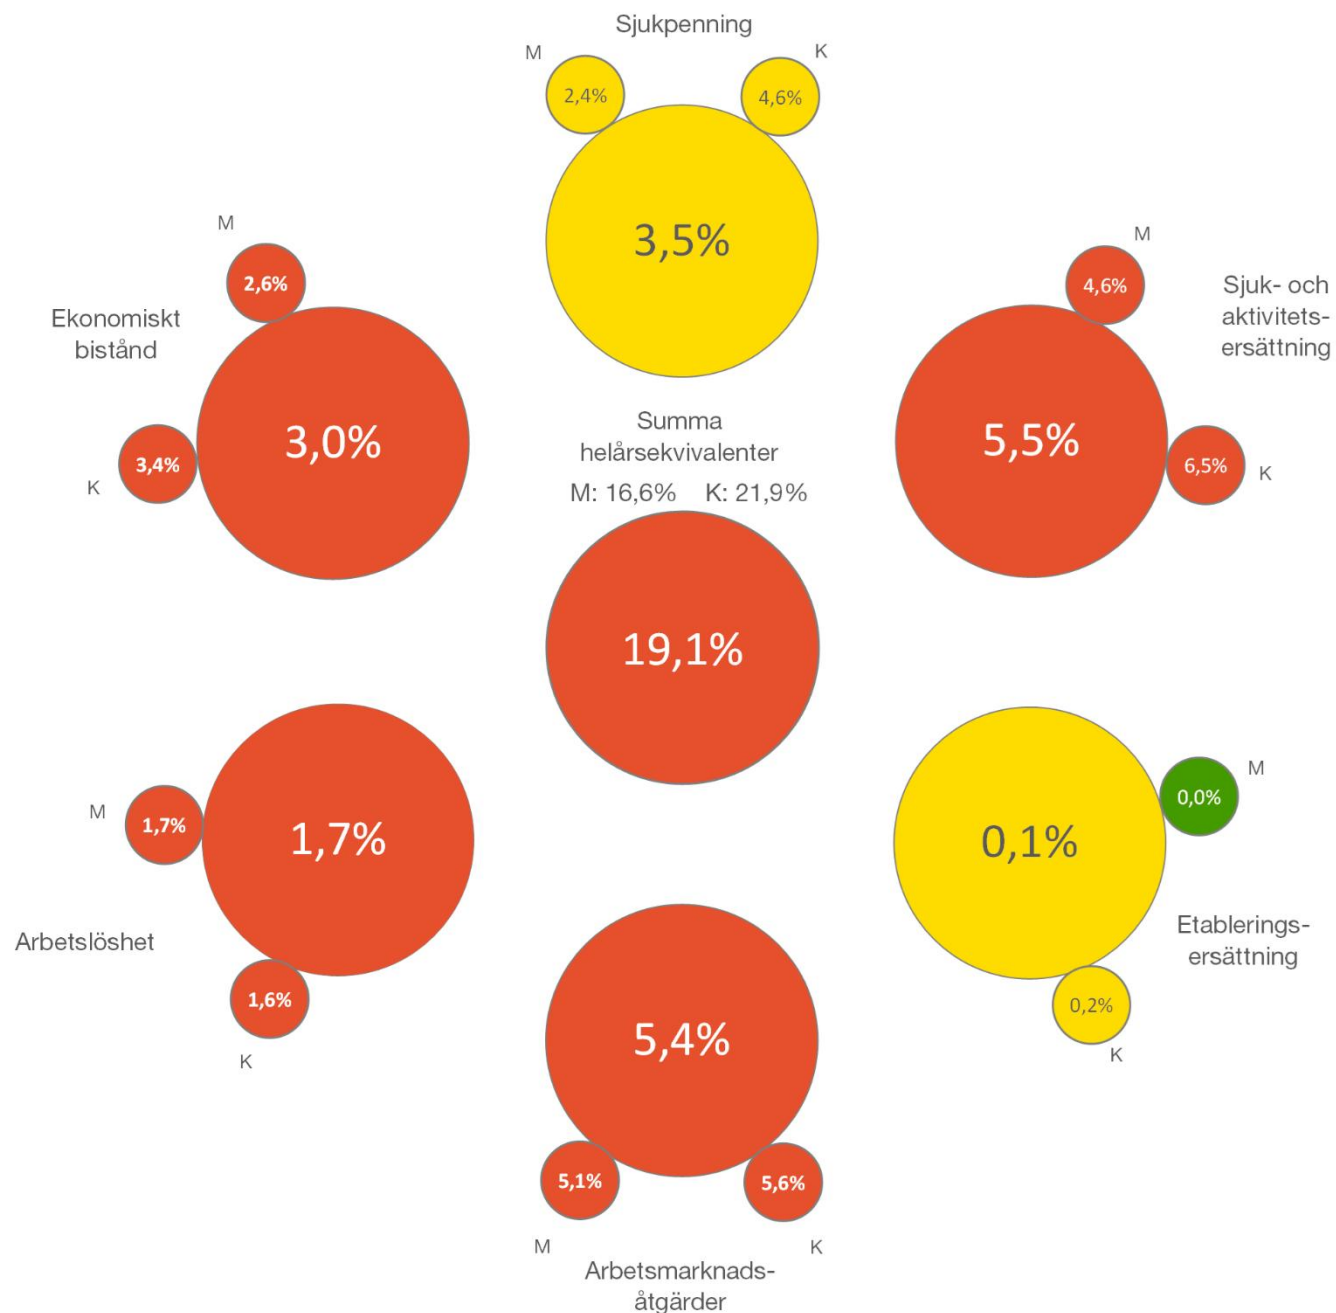 Sjukpenning
M
K
2,4%
4,6%
3,5%
M
2,6%
Ekonomiskt
bistånd
3,0%
3,4%
K
M
4,6%
Sjuk- och
aktivitets-
ersättning
5,5%
6,5%
K
Summa
helårsekvivalenter
M: 16,6% K: 21,9%
19,1%
M
1,7%
1,7%
Arbetslöshet
1,6%
K
M
0,0%
0,1%
Etablerings-
ersättning
0,2%
K
5,4%
5,1%
5,6%
M
K
Arbetsmarknads-
åtgärder